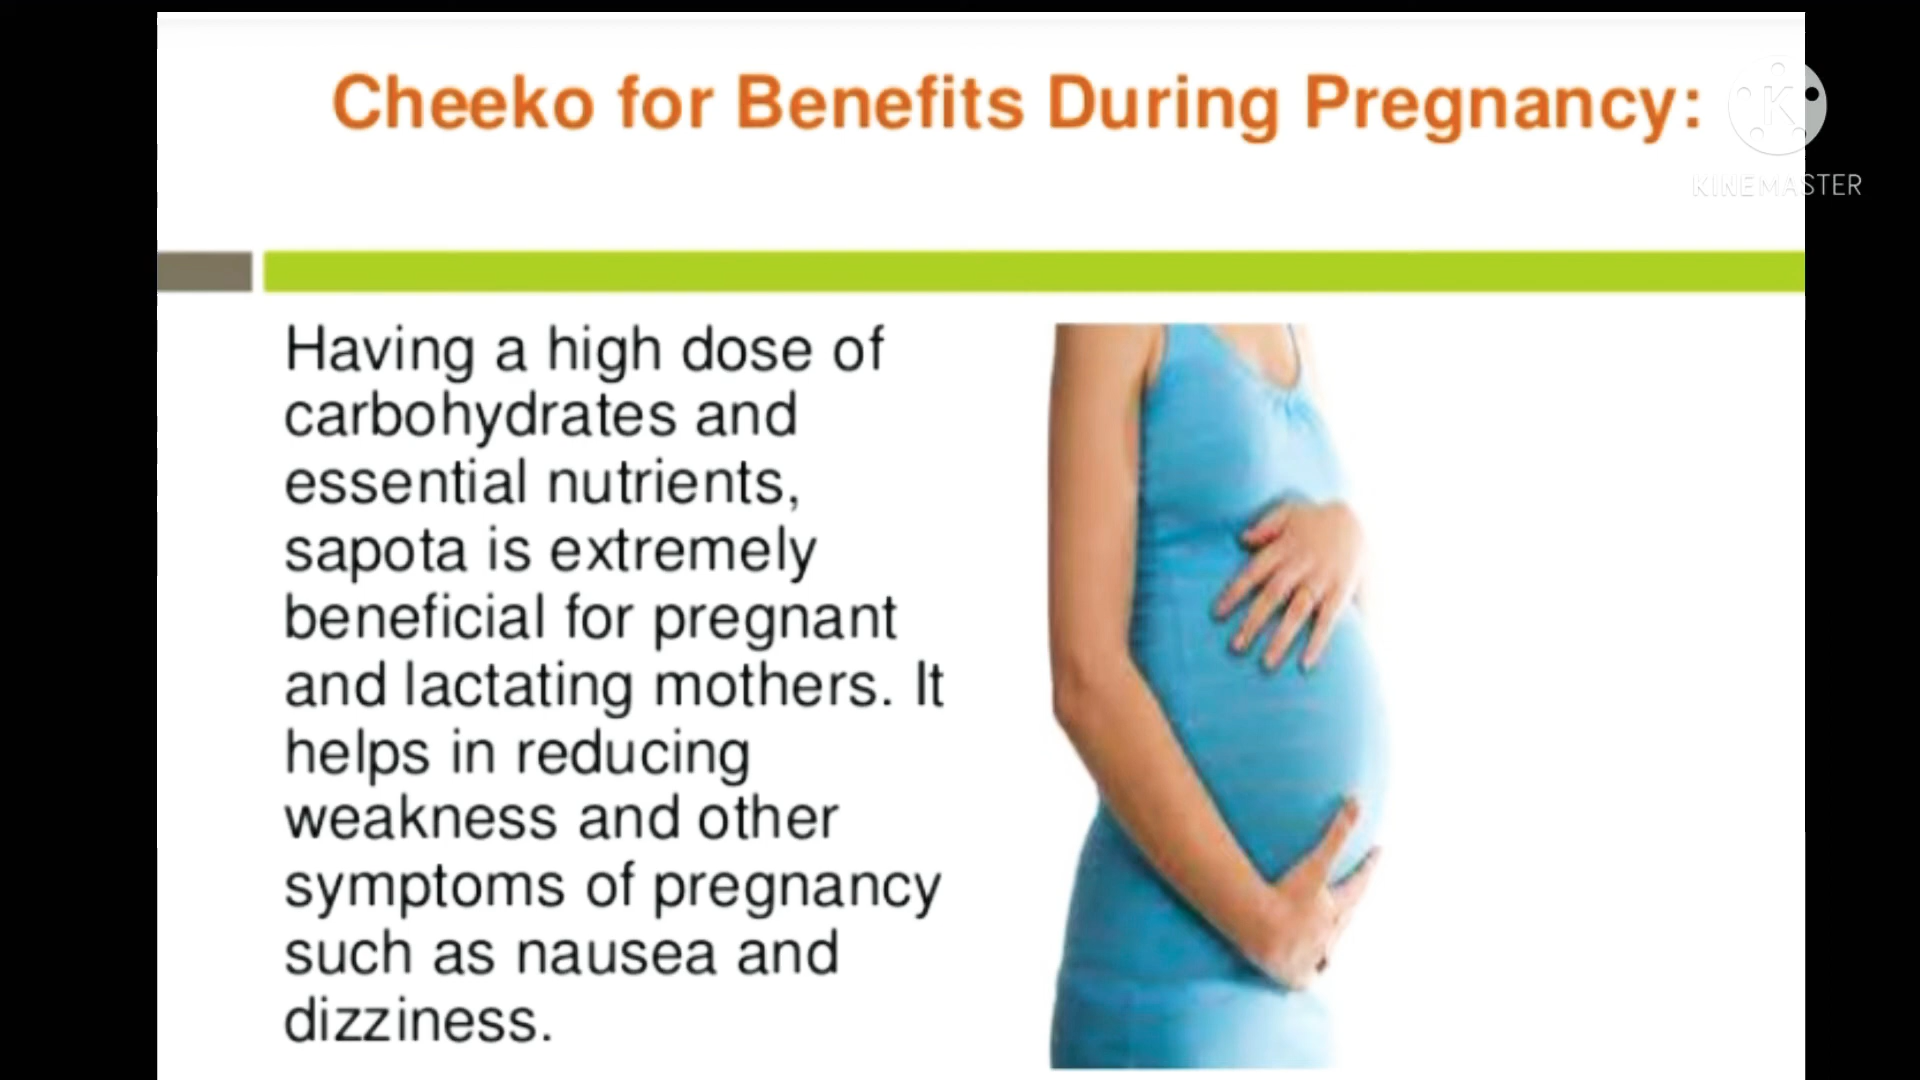 Cheeko for Benefits During Pregnancy:
K
KINEMASTER
Having a high dose of
carbohydrates and
essential nutrients,
sapota is extremely
beneficial for pregnant
and lactating mothers. It
helps in reducing
weakness and other
symptoms of pregnancy
such as nausea and
dizziness.